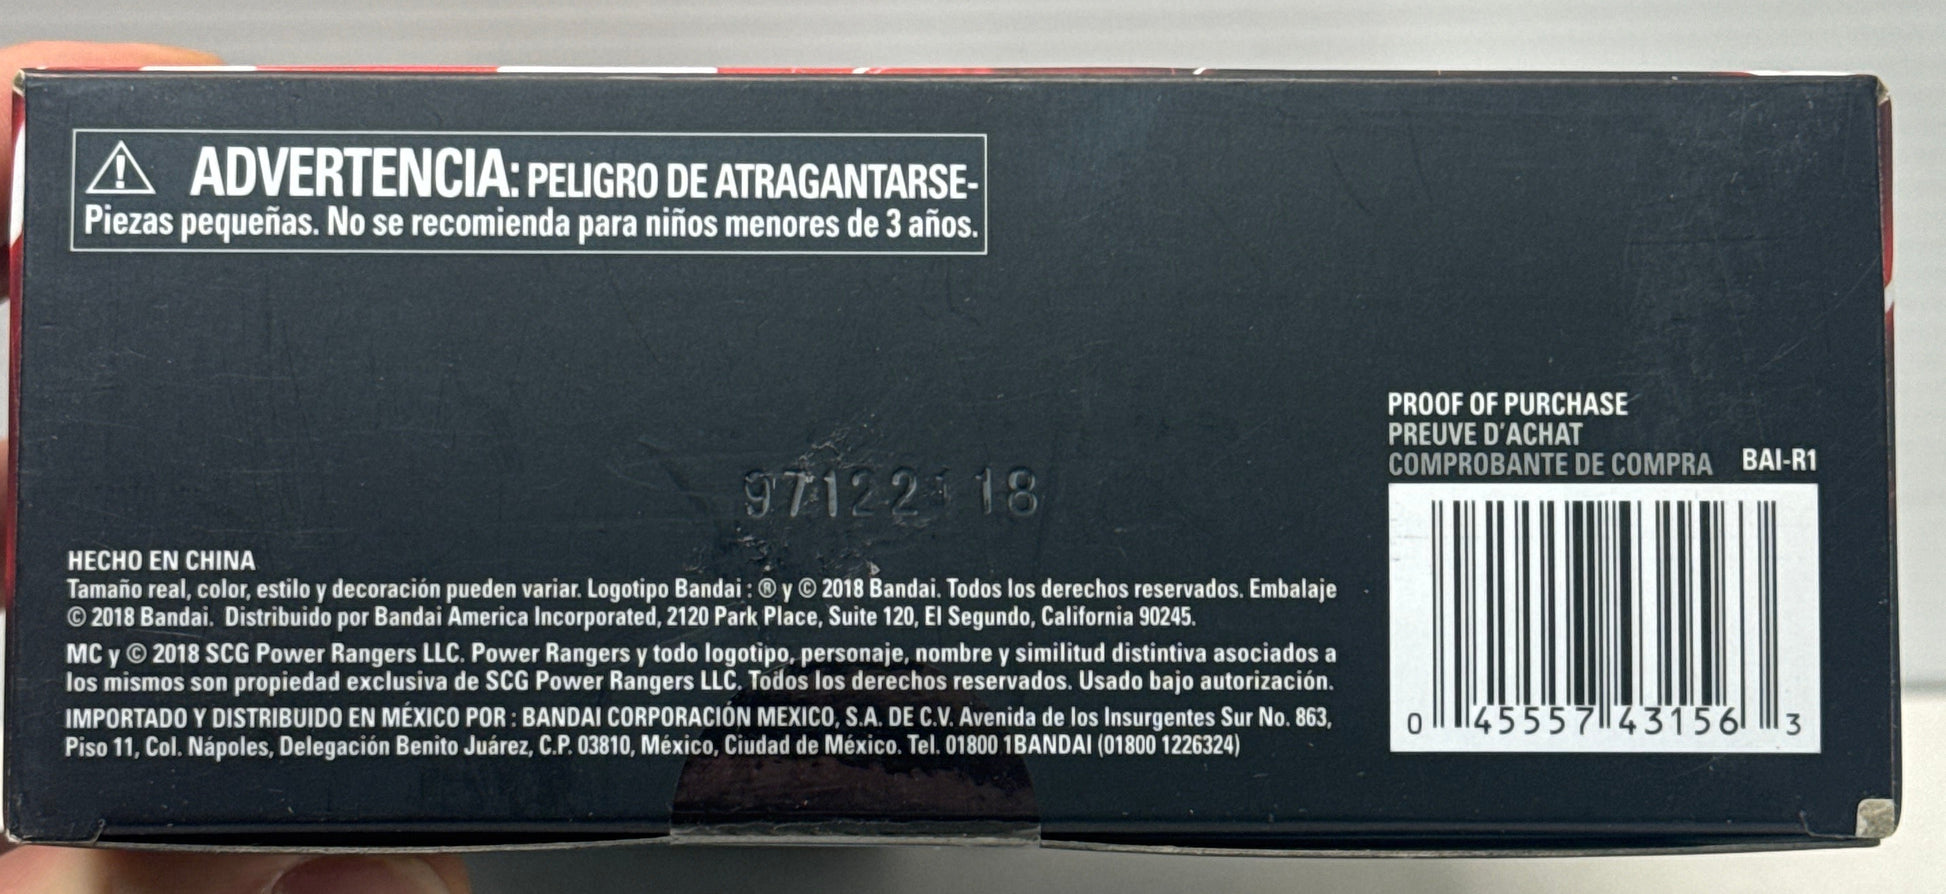 ADVERTENCIA: PELIGRO DE ATRAGANTARSE-
Piezas pequeñas. No se recomienda para niños menores de 3 años.
PROOF OF PURCHASE
PREUVE D'ACHAT
COMPROBANTE DE COMPRA BAI-R1
97122 18
HECHO EN CHINA
Tamaño real, color, estilo y decoración pueden variar. Logotipo Bandai : ® y © 2018 Bandai. Todos los derechos reservados. Embalaje
© 2018 Bandai. Distribuido por Bandai America Incorporated, 2120 Park Place, Suite 120, El Segundo, California 90245.
MC y © 2018 SCG Power Rangers LLC. Power Rangers y todo logotipo, personaje, nombre y similitud distintiva asociados a
los mismos son propiedad exclusiva de SCG Power Rangers LLC. Todos los derechos reservados. Usado bajo autorización.
IMPORTADO Y DISTRIBUIDO EN MÉXICO POR : BANDAI CORPORACIÓN MEXICO, S.A. DE C.V. Avenida de los Insurgentes Sur No. 863,
Piso 11, Col. Nápoles, Delegación Benito Juárez, C.P. 03810, México, Ciudad de México. Tel. 01800 1BANDAI (01800 1226324)
0 45557 43156 3